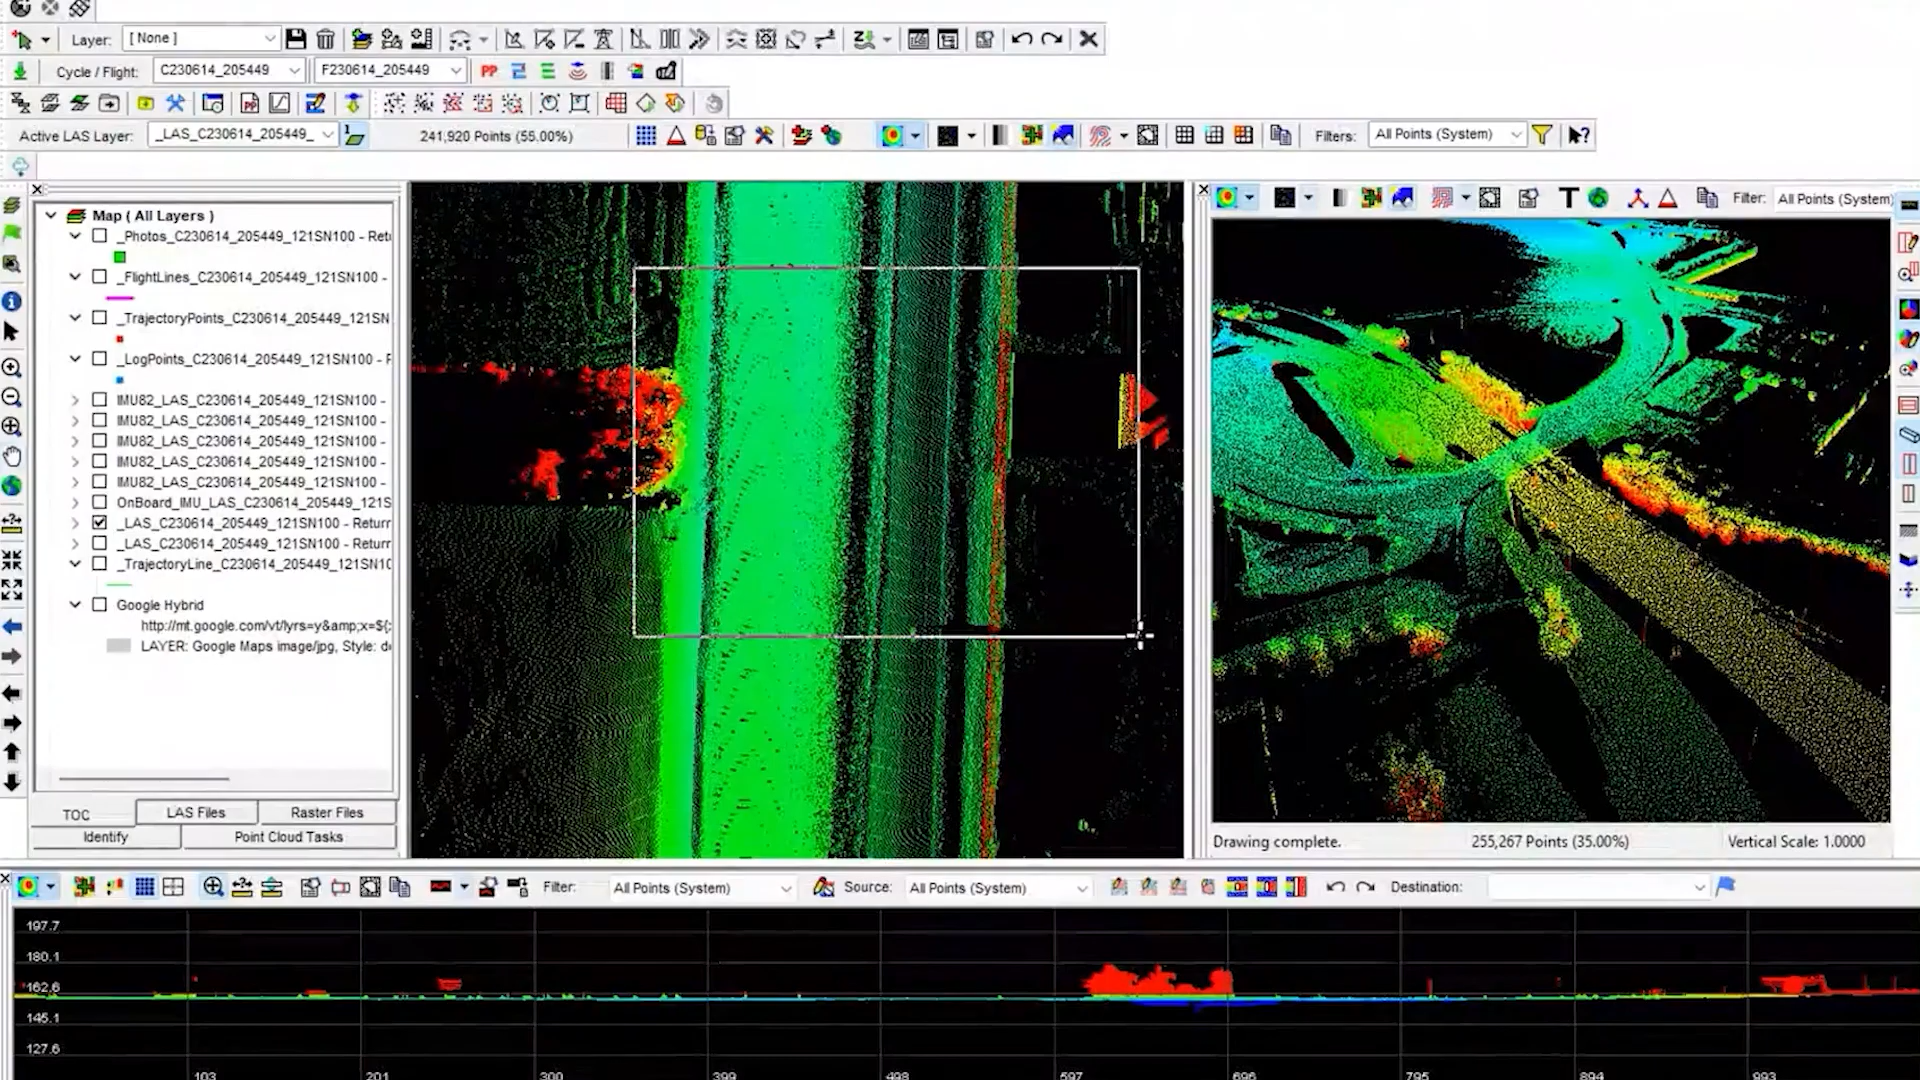 Layer: [ None ]
Cycle / Flight: C230614_205449 F230614_205449
Active LAS Layer: _LAS_C230614_205449_ 241,920 Points (55.00%) Filters: All Points (System)
Map ( All Layers )
_Photos_C230614_205449_121SN100 - Retu
_FlightLines_C230614_205449_121SN100 -
_TrajectoryPoints_C230614_205449_121SN
_LogPoints_C230614_205449_121SN100 - F
IMU82_LAS_C230614_205449_121SN100 -
IMU82_LAS_C230614_205449_121SN100 -
IMU82_LAS_C230614_205449_121SN100 -
IMU82_LAS_C230614_205449_121SN100 -
IMU82_LAS_C230614_205449_121SN100 -
OnBoard_IMU_LAS_C230614_205449_121S
_LAS_C230614_205449_121SN100 - Return
_LAS_C230614_205449_121SN100 - Return
_TrajectoryLine_C230614_205449_121SN10
Google Hybrid
http://mt.google.com/vt/lyrs=y&amp;x=${:
LAYER: Google Maps image/jpg, Style: de
TOC LAS Files Raster Files
Identify Point Cloud Tasks
Filter: All Points (System)
Drawing complete. 255,267 Points (35.00%) Vertical Scale: 1.0000
Filter: All Points (System) Source: All Points (System) Destination:
197.7
180.1
162.6
145.1
127.6
103 201 300 399 498 597 696 795 894 993